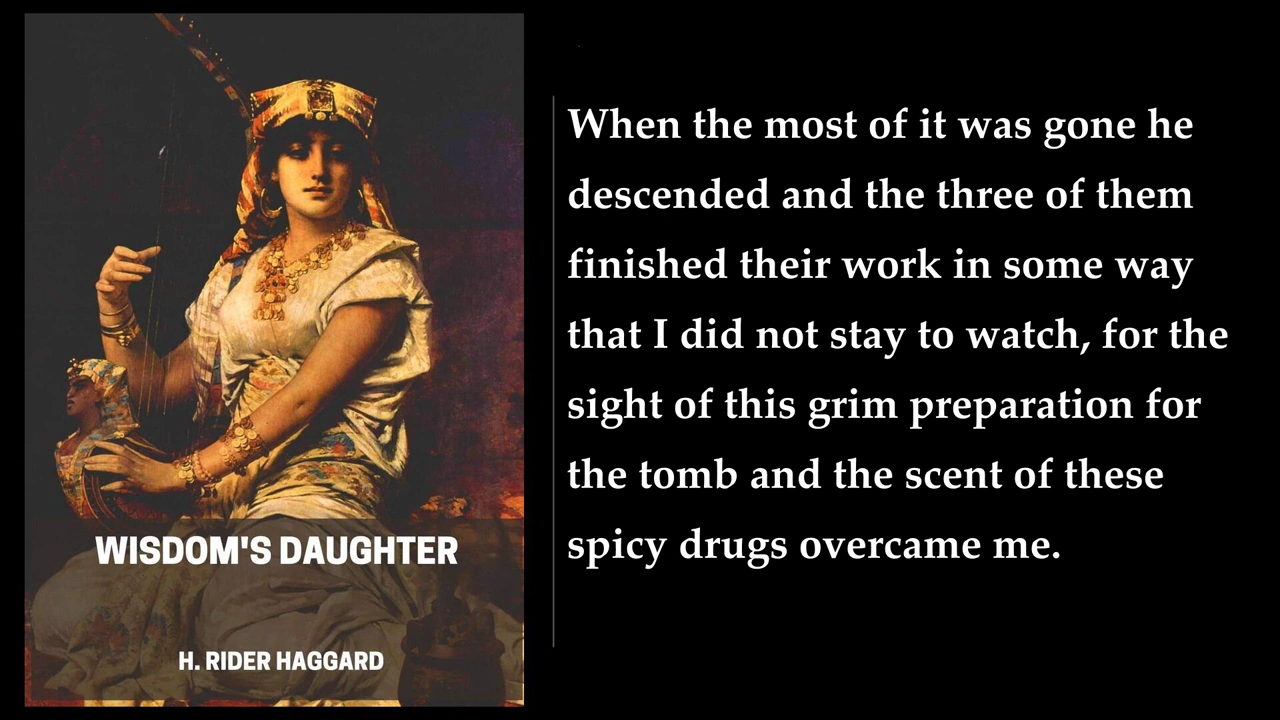 WISDOM'S DAUGHTER
H. RIDER HAGGARD
When the most of it was gone he
descended and the three of them
finished their work in some way
that I did not stay to watch, for the
sight of this grim preparation for
the tomb and the scent of these
spicy drugs overcame me.